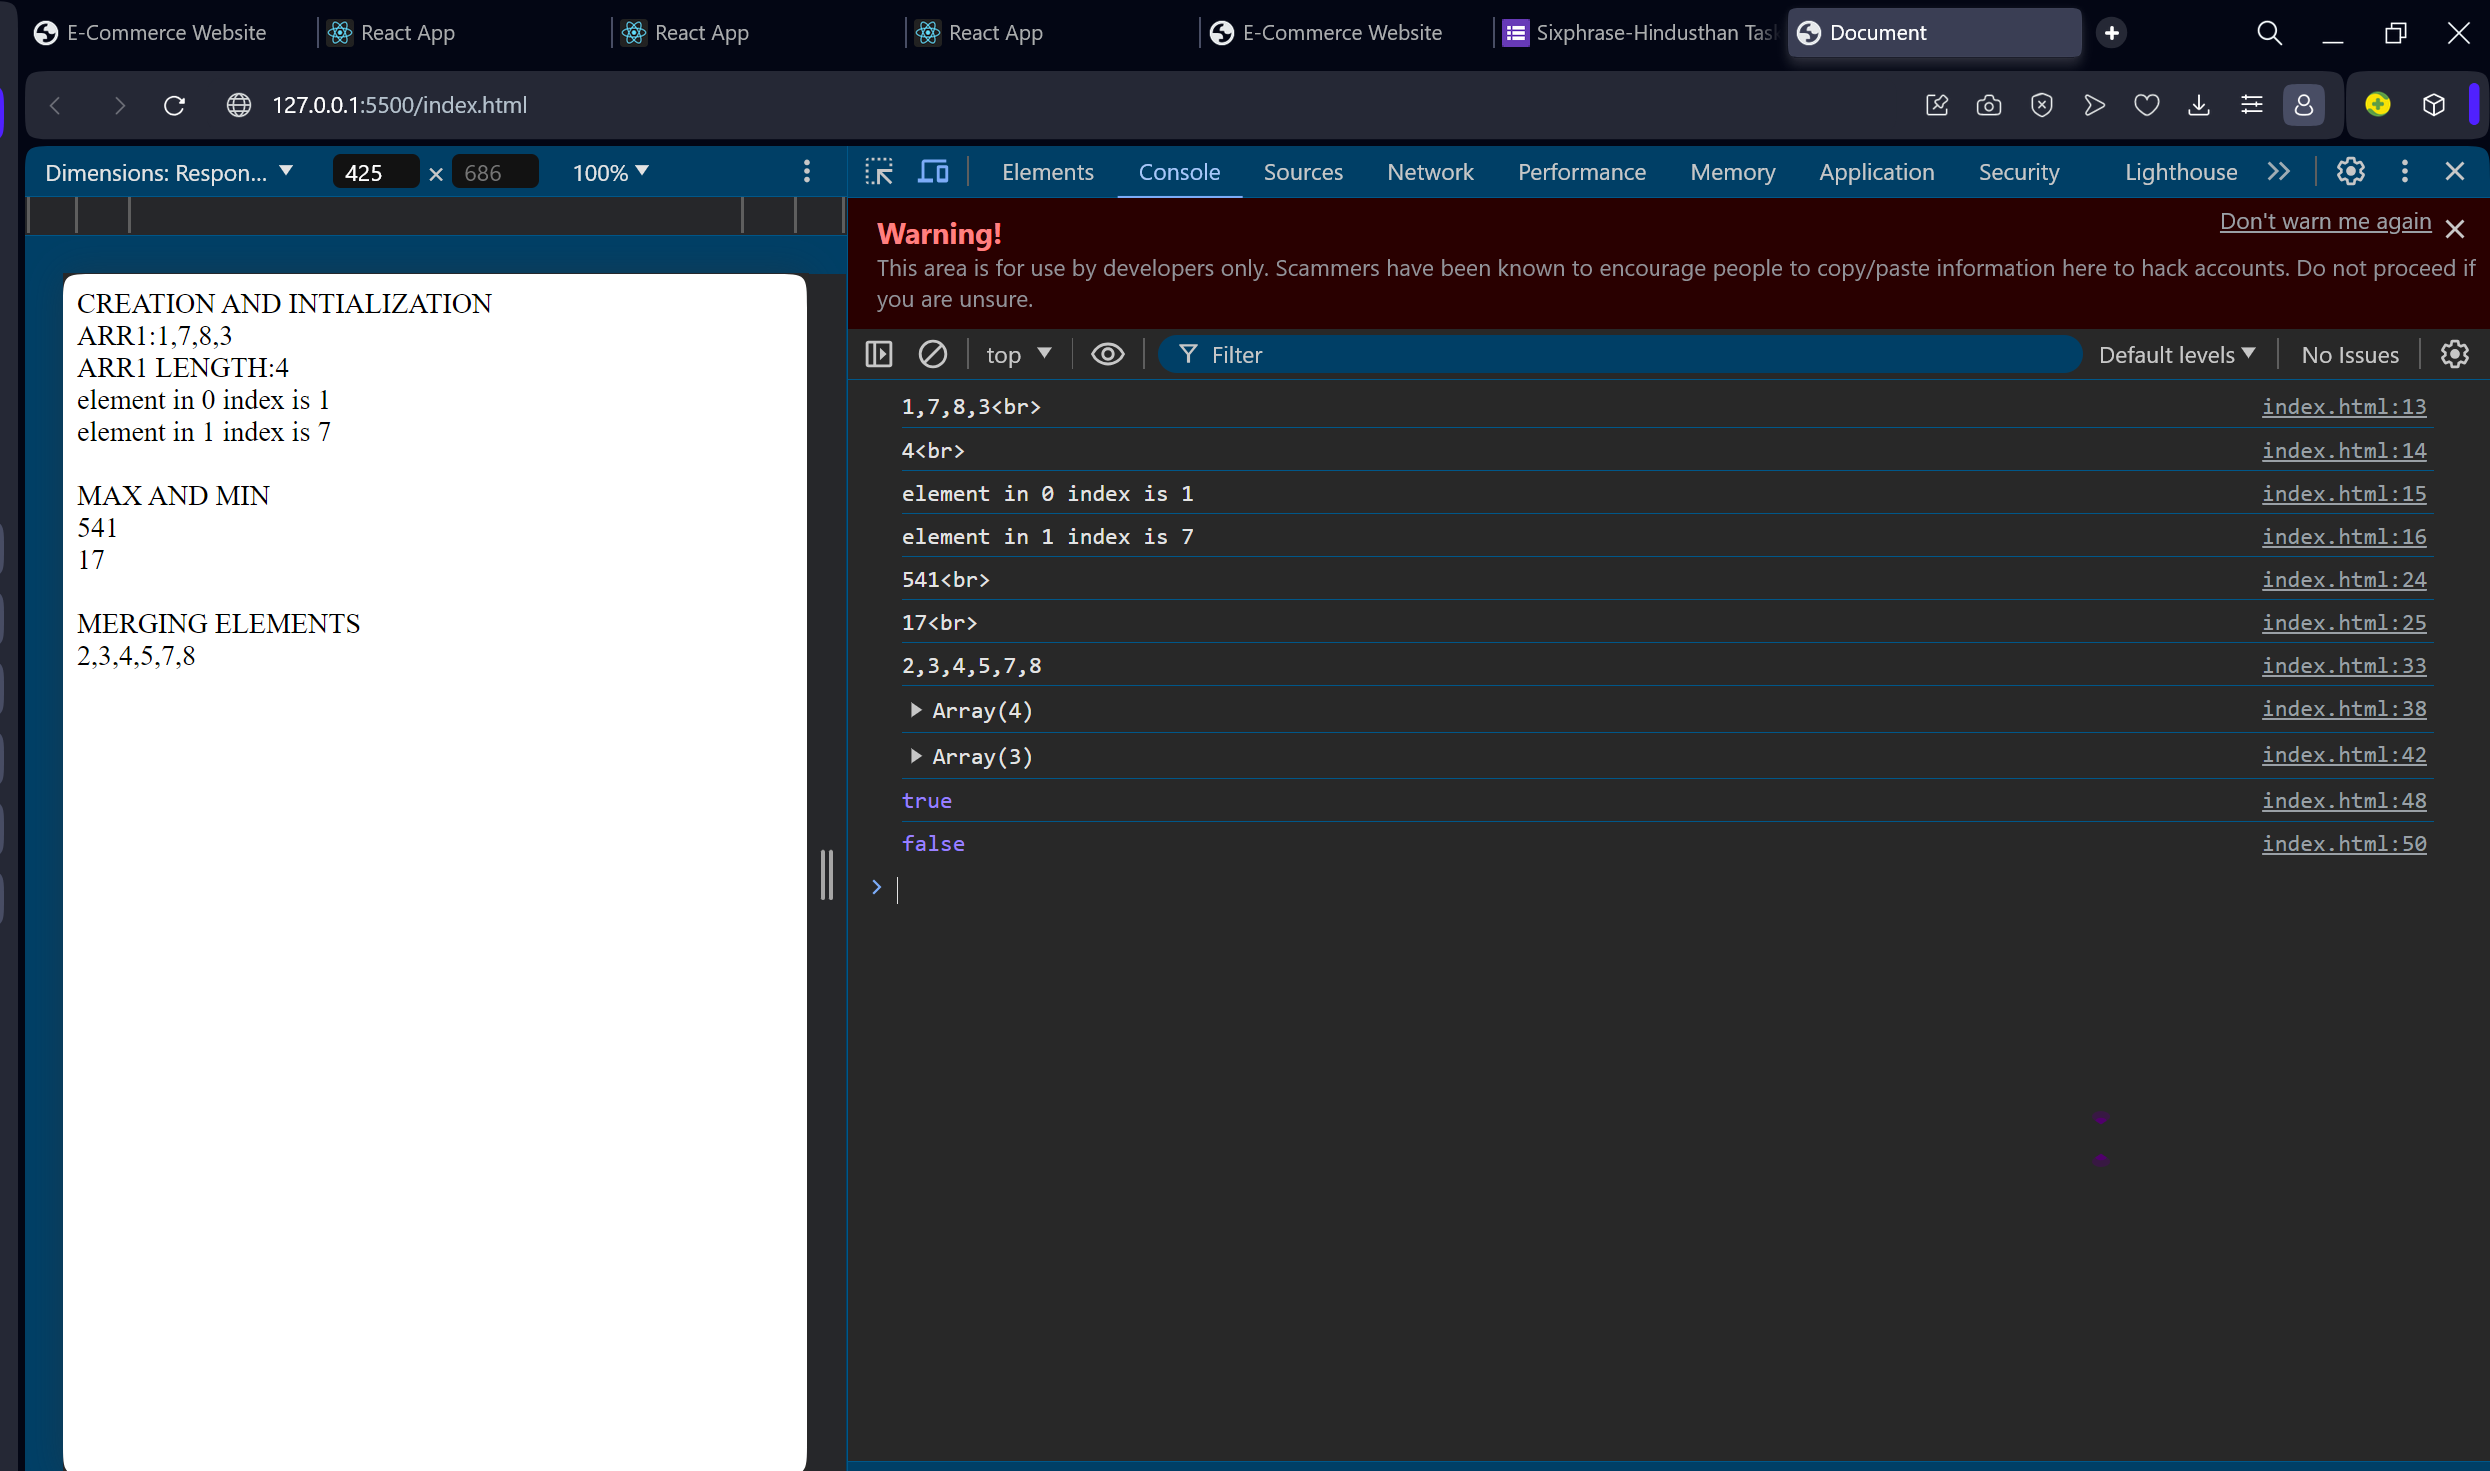 E-Commerce Website
React App
React App
React App
E-Commerce Website
Sixphrase-Hindusthan Task
Document
127.0.0.1:5500/index.html
Dimensions: Respon... 425 × 686 100%
Elements Console Sources Network Performance Memory Application Security Lighthouse
CREATION AND INTIALIZATION
ARR1:1,7,8,3
ARR1 LENGTH:4
element in 0 index is 1
element in 1 index is 7
MAX AND MIN
541
17
MERGING ELEMENTS
2,3,4,5,7,8
Warning!
Don't warn me again
This area is for use by developers only. Scammers have been known to encourage people to copy/paste information here to hack accounts. Do not proceed if
you are unsure.
top Filter Default levels No Issues
1,7,8,3<br> index.html:13
4<br> index.html:14
element in 0 index is 1 index.html:15
element in 1 index is 7 index.html:16
541<br> index.html:24
17<br> index.html:25
2,3,4,5,7,8 index.html:33
Array(4) index.html:38
Array(3) index.html:42
true index.html:48
false index.html:50